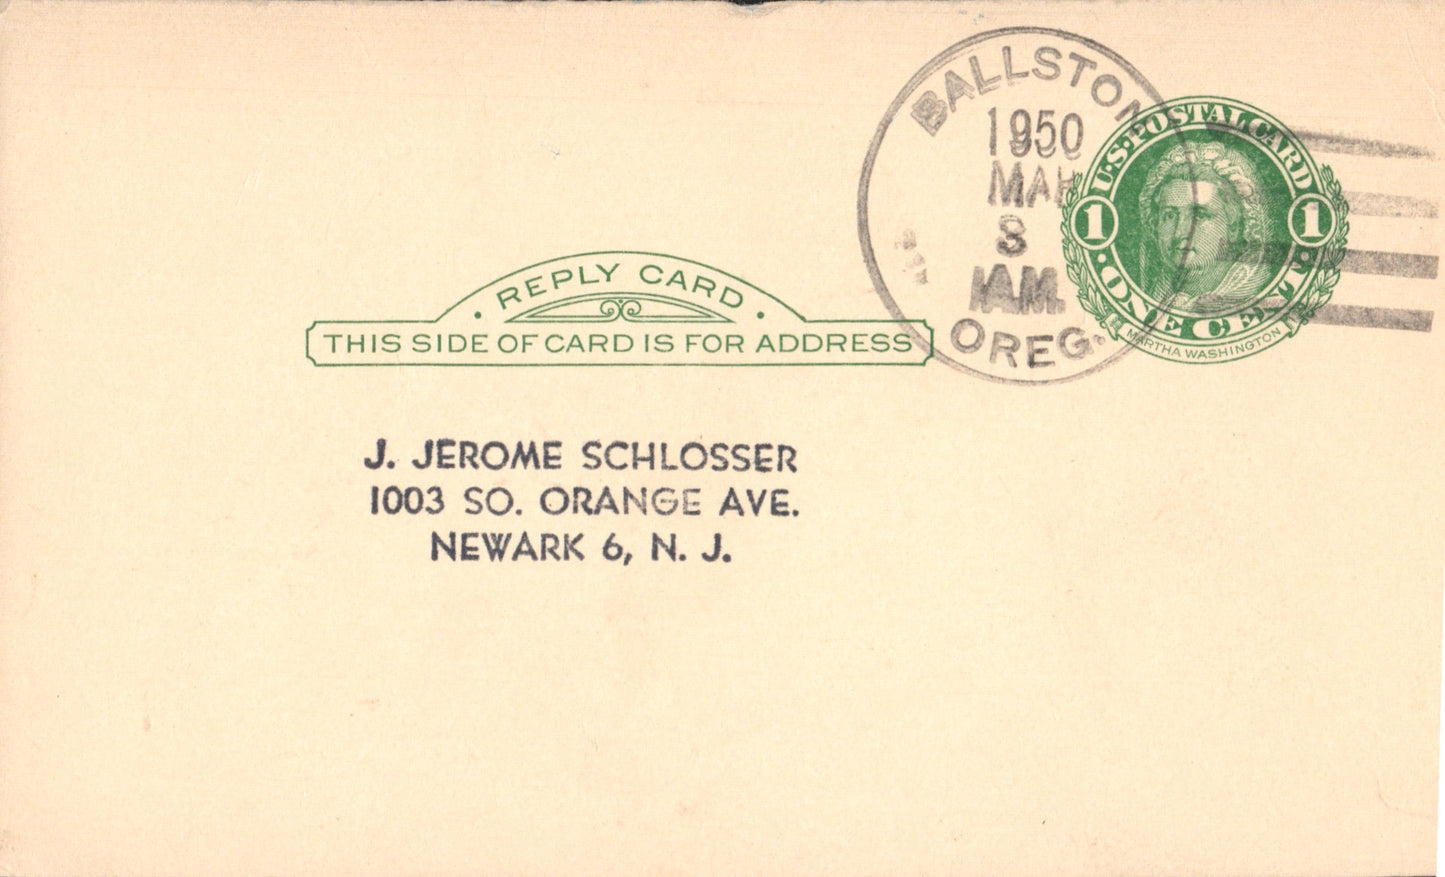 BALLSTON
1950
MAR
8
AM.
OREG.
U.S. POSTAL CARD
1 1
ONE CENT
MARTHA WASHINGTON
REPLY CARD
THIS SIDE OF CARD IS FOR ADDRESS
J. JEROME SCHLOSSER
1003 SO. ORANGE AVE.
NEWARK 6, N. J.